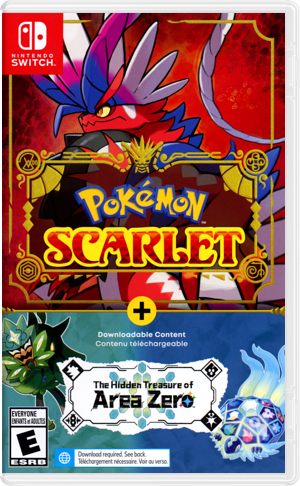 NINTENDO
SWITCH
POKéMON
SCARLET
+
Downloadable Content
Contenu téléchargeable
The Hidden Treasure of
Area Zero
EVERYONE
ENFANTS et ADULTES
E
ESRB
Download required. See back.
Téléchargement nécessaire. Voir au verso.